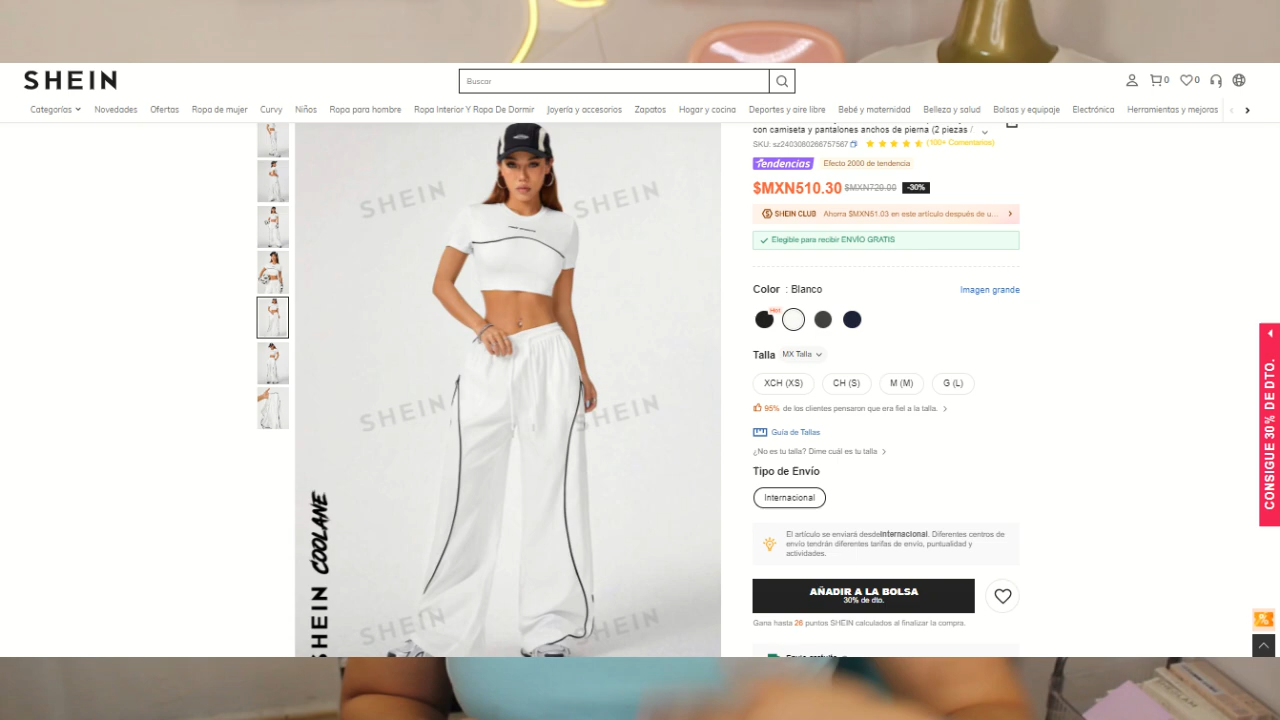 SHEIN
Buscar
0
0
Categorías
Novedades
Ofertas
Ropa de mujer
Curvy
Niños
Ropa para hombre
Ropa Interior Y Ropa De Dormir
Joyería y accesorios
Zapatos
Hogar y cocina
Deportes y aire libre
Bebé y maternidad
Belleza y salud
Bolsas y equipaje
Electrónica
Herramientas y mejoras
SHEIN
SHEIN
SHEIN
SHEIN
SHEIN
SHEIN
SHEIN COOLANE
con camiseta y pantalones anchos de pierna (2 piezas /
SKU: sz2403060266757567
(100+ Comentarios)
Tendencias
Efecto 2000 de tendencia
$MXN510.30 $MXN729.00 -30%
SHEIN CLUB Ahorra $MXN51.03 en este artículo después de u...
Elegible para recibir ENVÍO GRATIS
Color : Blanco
Imagen grande
Hot
Talla MX Talla
XCH (XS)
CH (S)
M (M)
G (L)
95% de los clientes pensaron que era fiel a la talla.
Guía de Tallas
¿No es tu talla? Dime cuál es tu talla
Tipo de Envío
Internacional
El artículo se enviará desdeInternacional. Diferentes centros de
envío tendrán diferentes tarifas de envío, puntualidad y
actividades.
AÑADIR A LA BOLSA
30% de dto.
Gana hasta 26 puntos SHEIN calculados al finalizar la compra.
Envío gratuito
CONSIGUE 30% DE DTO.